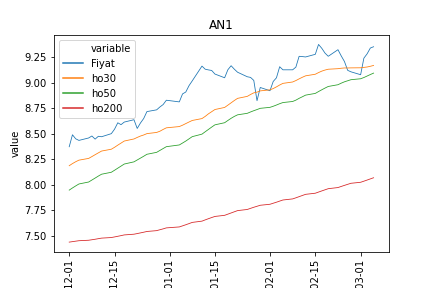 AN1
variable
Fiyat
ho30
ho50
ho200
value
9.25
9.00
8.75
8.50
8.25
8.00
7.75
7.50
12-01
12-15
01-01
01-15
02-01
02-15
03-01